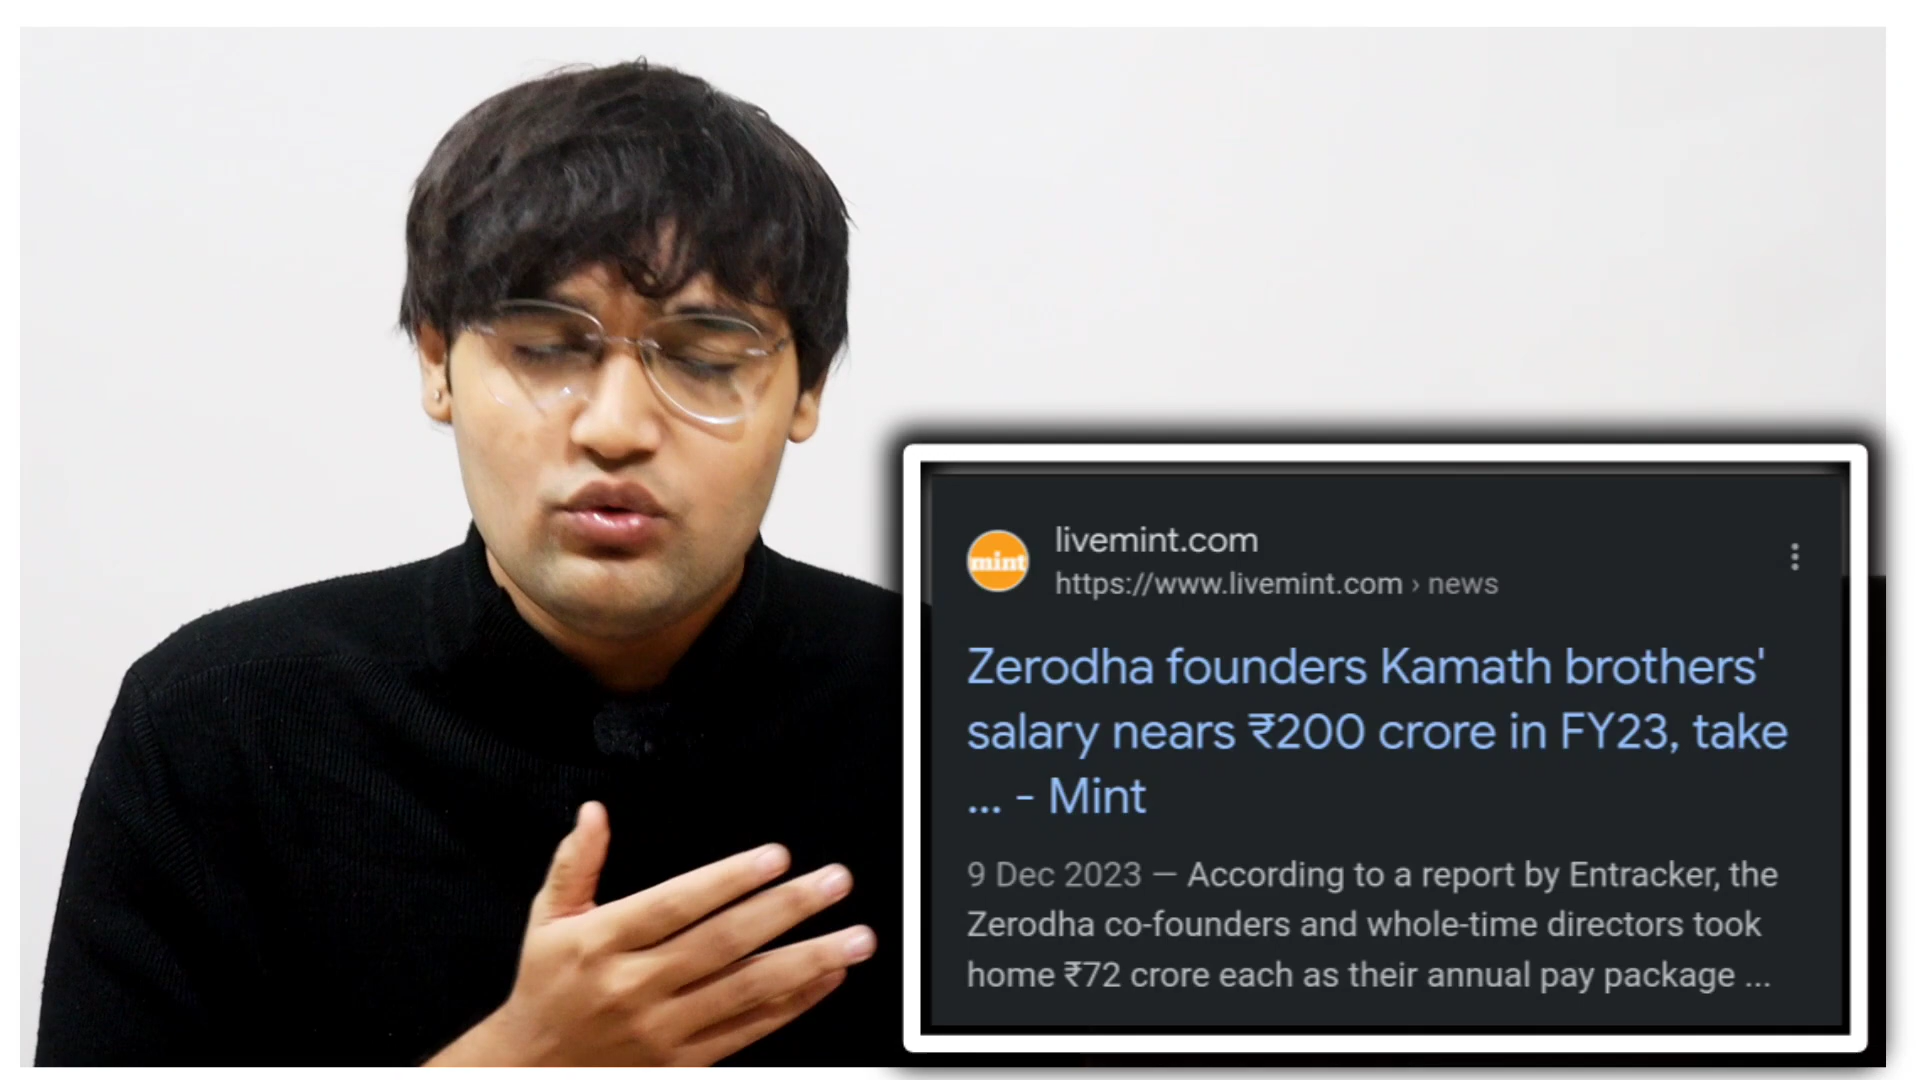 mint
livemint.com
https://www.livemint.com › news
Zerodha founders Kamath brothers'
salary nears ₹200 crore in FY23, take
... - Mint
9 Dec 2023 — According to a report by Entracker, the
Zerodha co-founders and whole-time directors took
home ₹72 crore each as their annual pay package ...